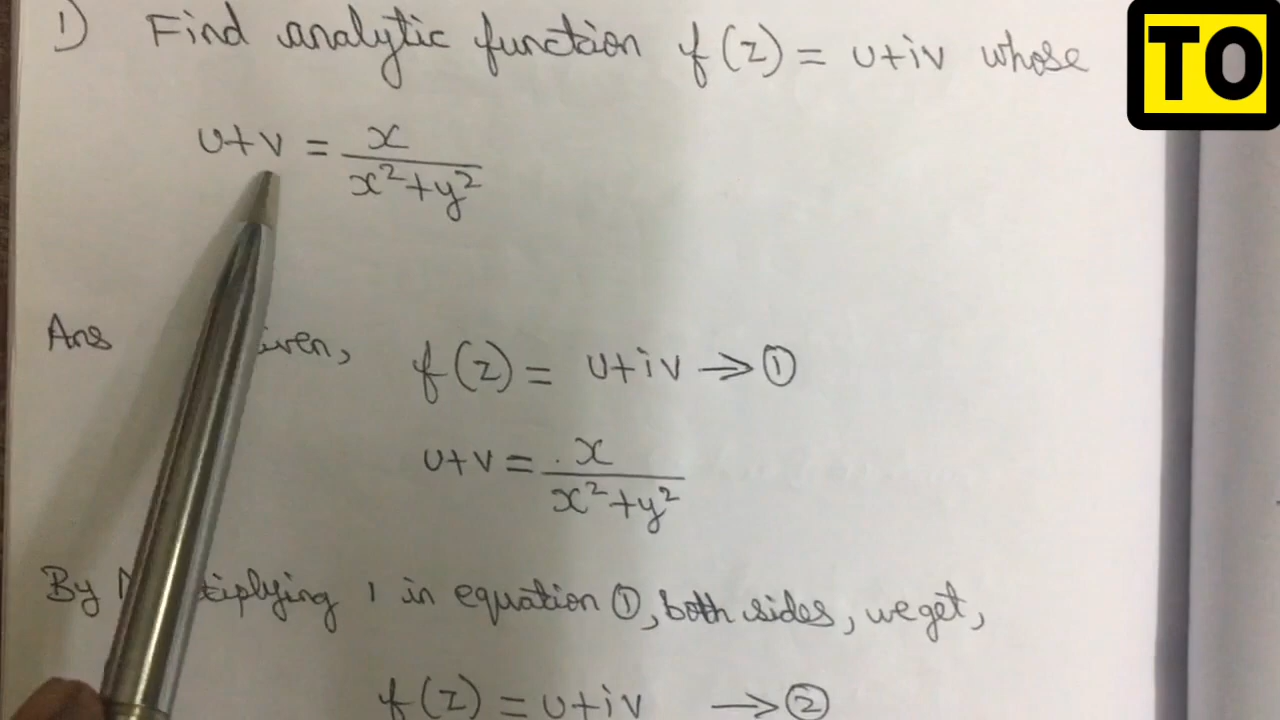 1) Find analytic function f(z) = u+iv whose
TO
u+v = x/(x²+y²)
Ans
f(z) = u+iv → ①
u+v = x/(x²+y²)
By 1 in equation ①, both sides, we get,
f(z) = u+iv → ②